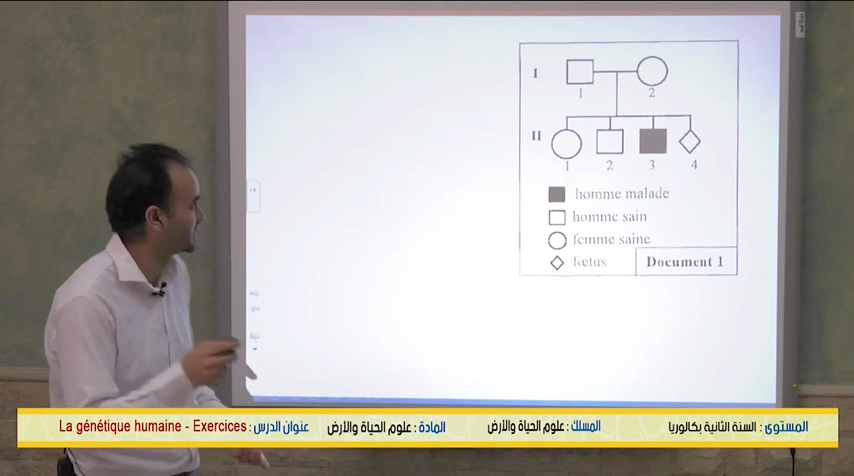 I
1
2
II
1
2
3
4
homme malade
homme sain
femme saine
fœtus
Document 1
المستوى : السنة الثانية بكالوريا
المسلك : علوم الحياة والأرض
المادة : علوم الحياة والأرض
عنوان الدرس : La génétique humaine - Exercices